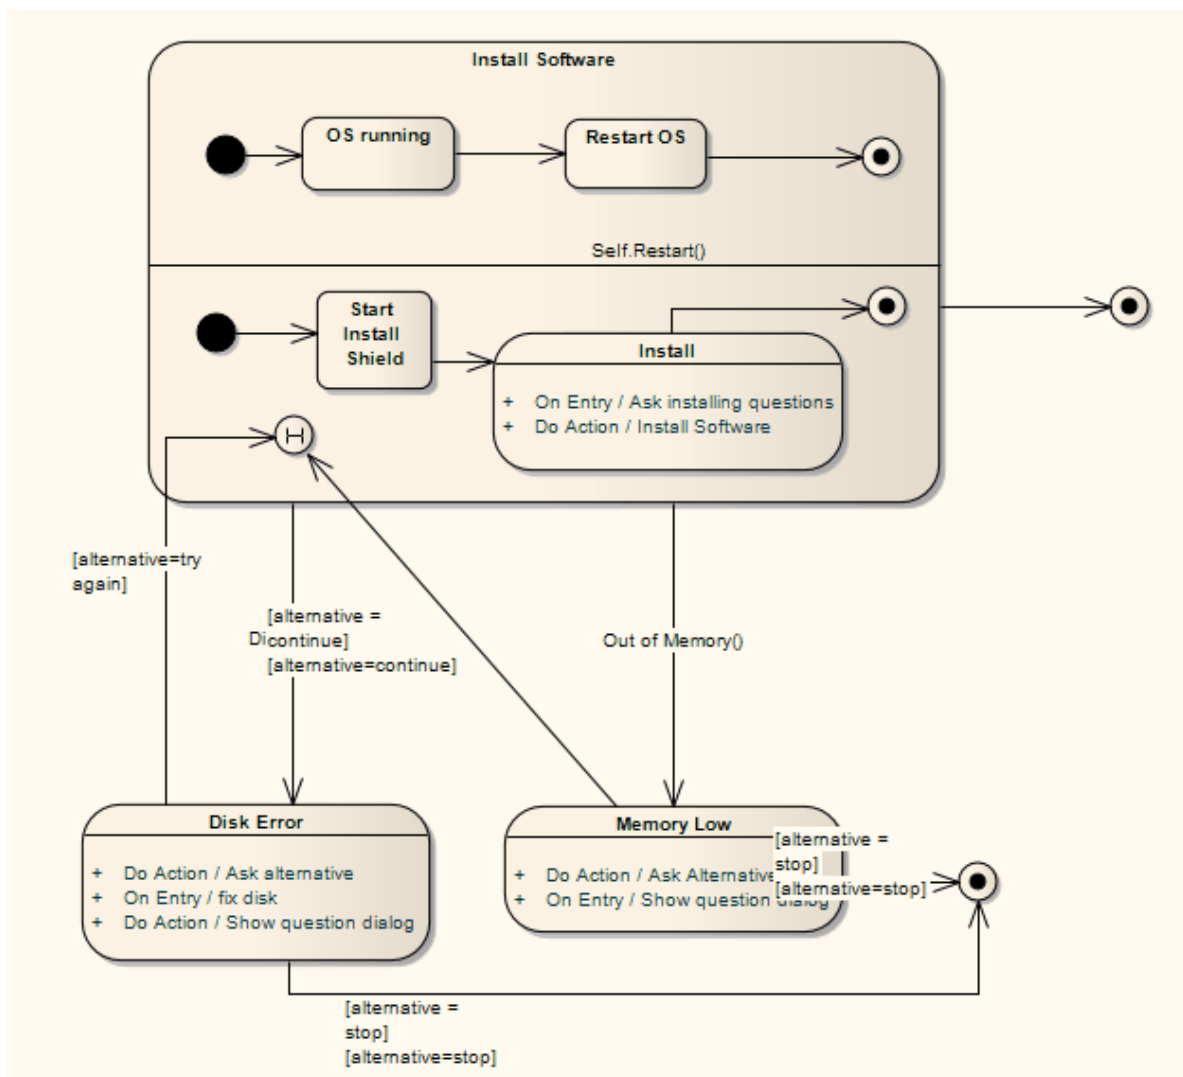 Install Software
OS running
Restart OS
Self.Restart()
Start
Install
Shield
Install
+ On Entry / Ask installing questions
+ Do Action / Install Software
H
[alternative=try
again]
[alternative =
Dicontinue]
[alternative=continue]
Out of Memory()
Disk Error
+ Do Action / Ask alternative
+ On Entry / fix disk
+ Do Action / Show question dialog
Memory Low
+ Do Action / Ask Alternative
+ On Entry / Show question dialog
[alternative =
stop]
[alternative=stop]
[alternative =
stop]
[alternative=stop]